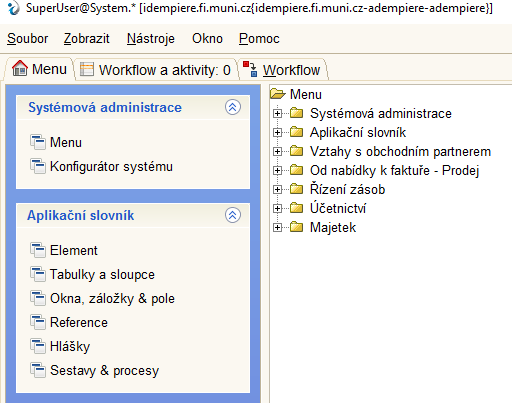 SuperUser@System.* [idempiere.fi.muni.cz{idempiere.fi.muni.cz-adempiere-adempiere}]
Soubor Zobrazit Nástroje Okno Pomoc
Menu Workflow a aktivity: 0 Workflow
Systémová administrace
Menu
Konfigurátor systému
Aplikační slovník
Element
Tabulky a sloupce
Okna, záložky & pole
Reference
Hlášky
Sestavy & procesy
Menu
Systémová administrace
Aplikační slovník
Vztahy s obchodním partnerem
Od nabídky k faktuře - Prodej
Řízení zásob
Účetnictví
Majetek